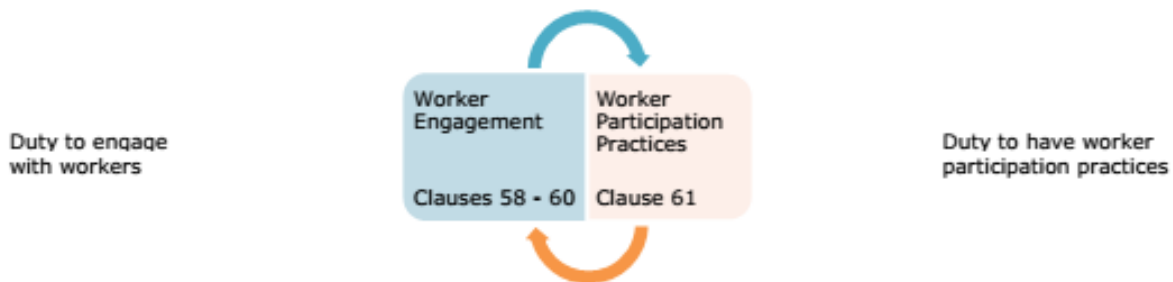 Duty to engage
with workers
Worker
Engagement
Clauses 58 - 60
Worker
Participation
Practices
Clause 61
Duty to have worker
participation practices